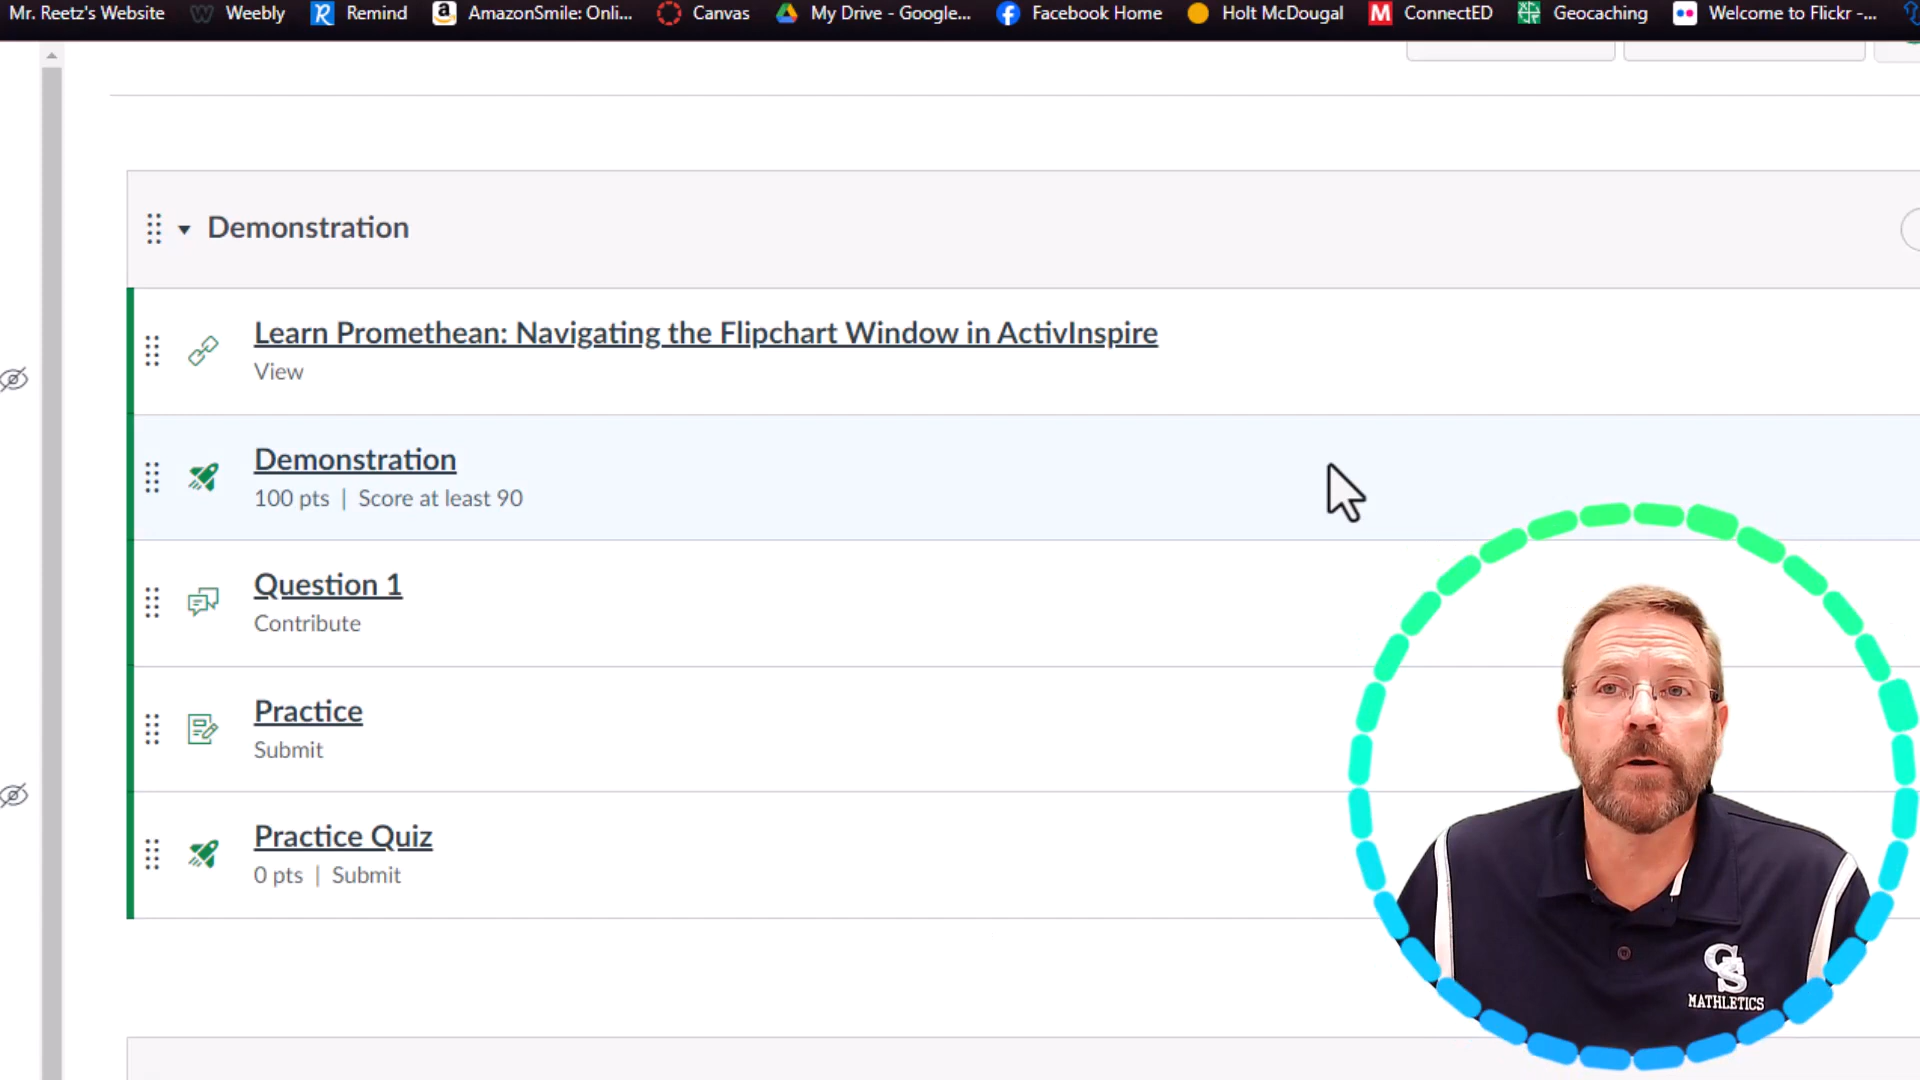 Mr. Reetz's Website Weebly Remind AmazonSmile: Onli... Canvas My Drive - Google... Facebook Home Holt McDougal ConnectED Geocaching Welcome to Flickr -...
Demonstration
Learn Promethean: Navigating the Flipchart Window in ActivInspire
View
Demonstration
100 pts | Score at least 90
Question 1
Contribute
Practice
Submit
Practice Quiz
0 pts | Submit
GS
MATHLETICS